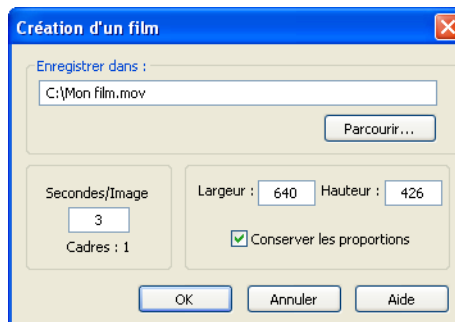 Création d'un film
Enregistrer dans :
C:\Mon film.mov
Parcourir...
Secondes/Image
3
Cadres : 1
Largeur : 640 Hauteur : 426
Conserver les proportions
OK Annuler Aide